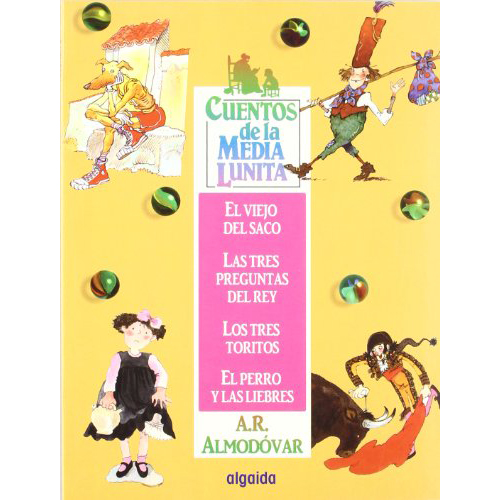 CUENTOS
de la
MEDIA
LUNITA
EL VIEJO
DEL SACO
LAS TRES
PREGUNTAS
DEL REY
LOS TRES
TORITOS
EL PERRO
Y LAS LIEBRES
A.R.
ALMODÓVAR
algaida